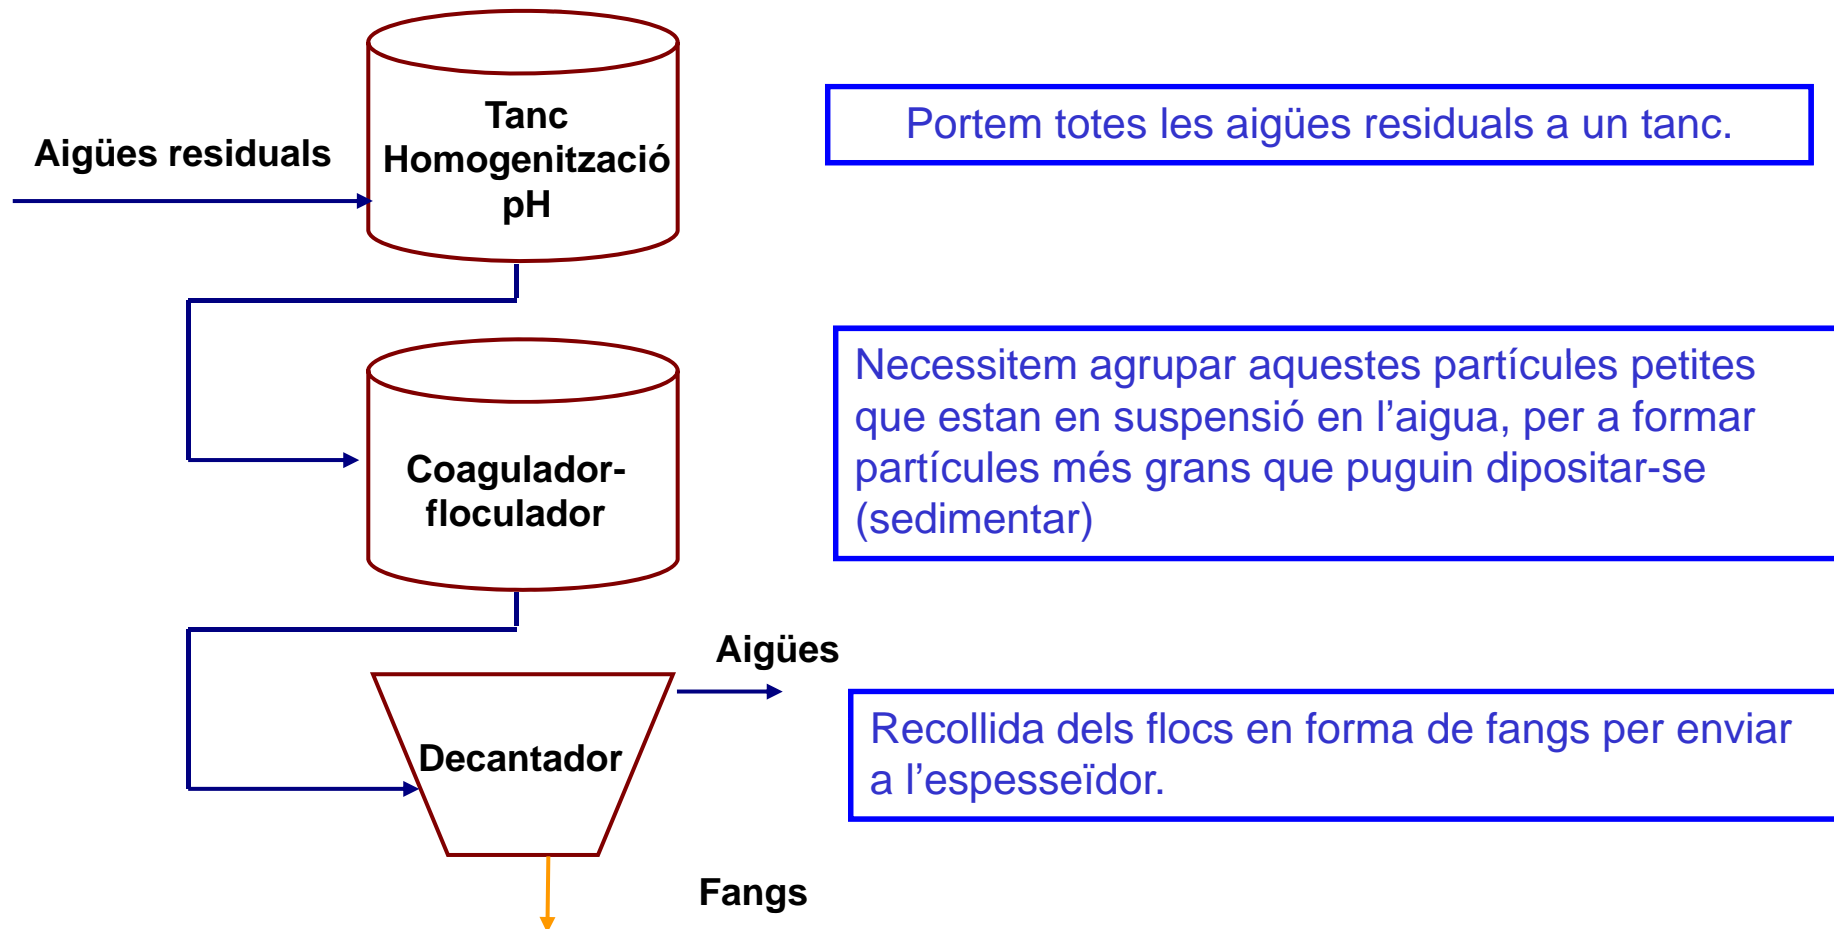 Tanc
Homogenització
pH
Aigües residuals
Portem totes les aigües residuals a un tanc.
Coagulador-
floculador
Necessitem agrupar aquestes partícules petites
que estan en suspensió en l’aigua, per a formar
partícules més grans que puguin dipositar-se
(sedimentar)
Aigües
Decantador
Recollida dels flocs en forma de fangs per enviar
a l’espesseïdor.
Fangs